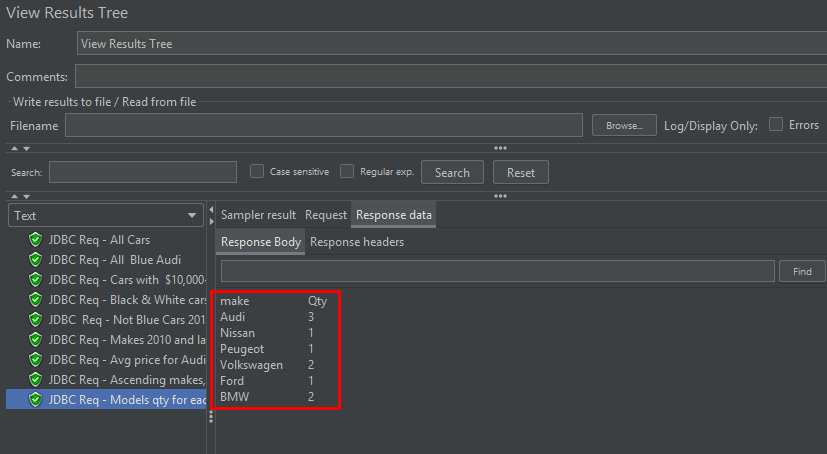 View Results Tree
Name: View Results Tree
Comments:
Write results to file / Read from file
Filename Browse... Log/Display Only: Errors
Search: Case sensitive Regular exp. Search Reset
Text
JDBC Req - All Cars
JDBC Req - All  Blue Audi
JDBC Req - Cars with  $10,000-
JDBC Req - Black & White cars
JDBC  Req - Not Blue Cars 201
JDBC Req - Makes 2010 and la
JDBC Req - Avg price for Audi
JDBC Req - Ascending makes,
JDBC Req - Models qty for eac
Sampler result Request Response data
Response Body Response headers
Find
make Qty
Audi 3
Nissan 1
Peugeot 1
Volkswagen 2
Ford 1
BMW 2